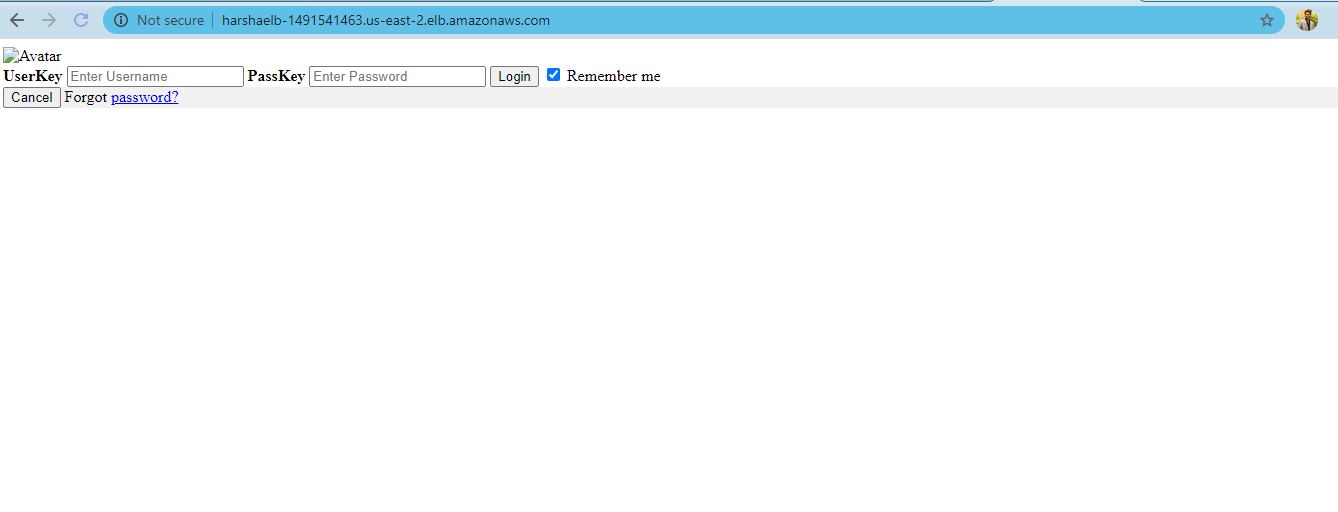 Not secure harshaelb-1491541463.us-east-2.elb.amazonaws.com
Avatar
UserKey Enter Username PassKey Enter Password Login Remember me
Cancel Forgot password?